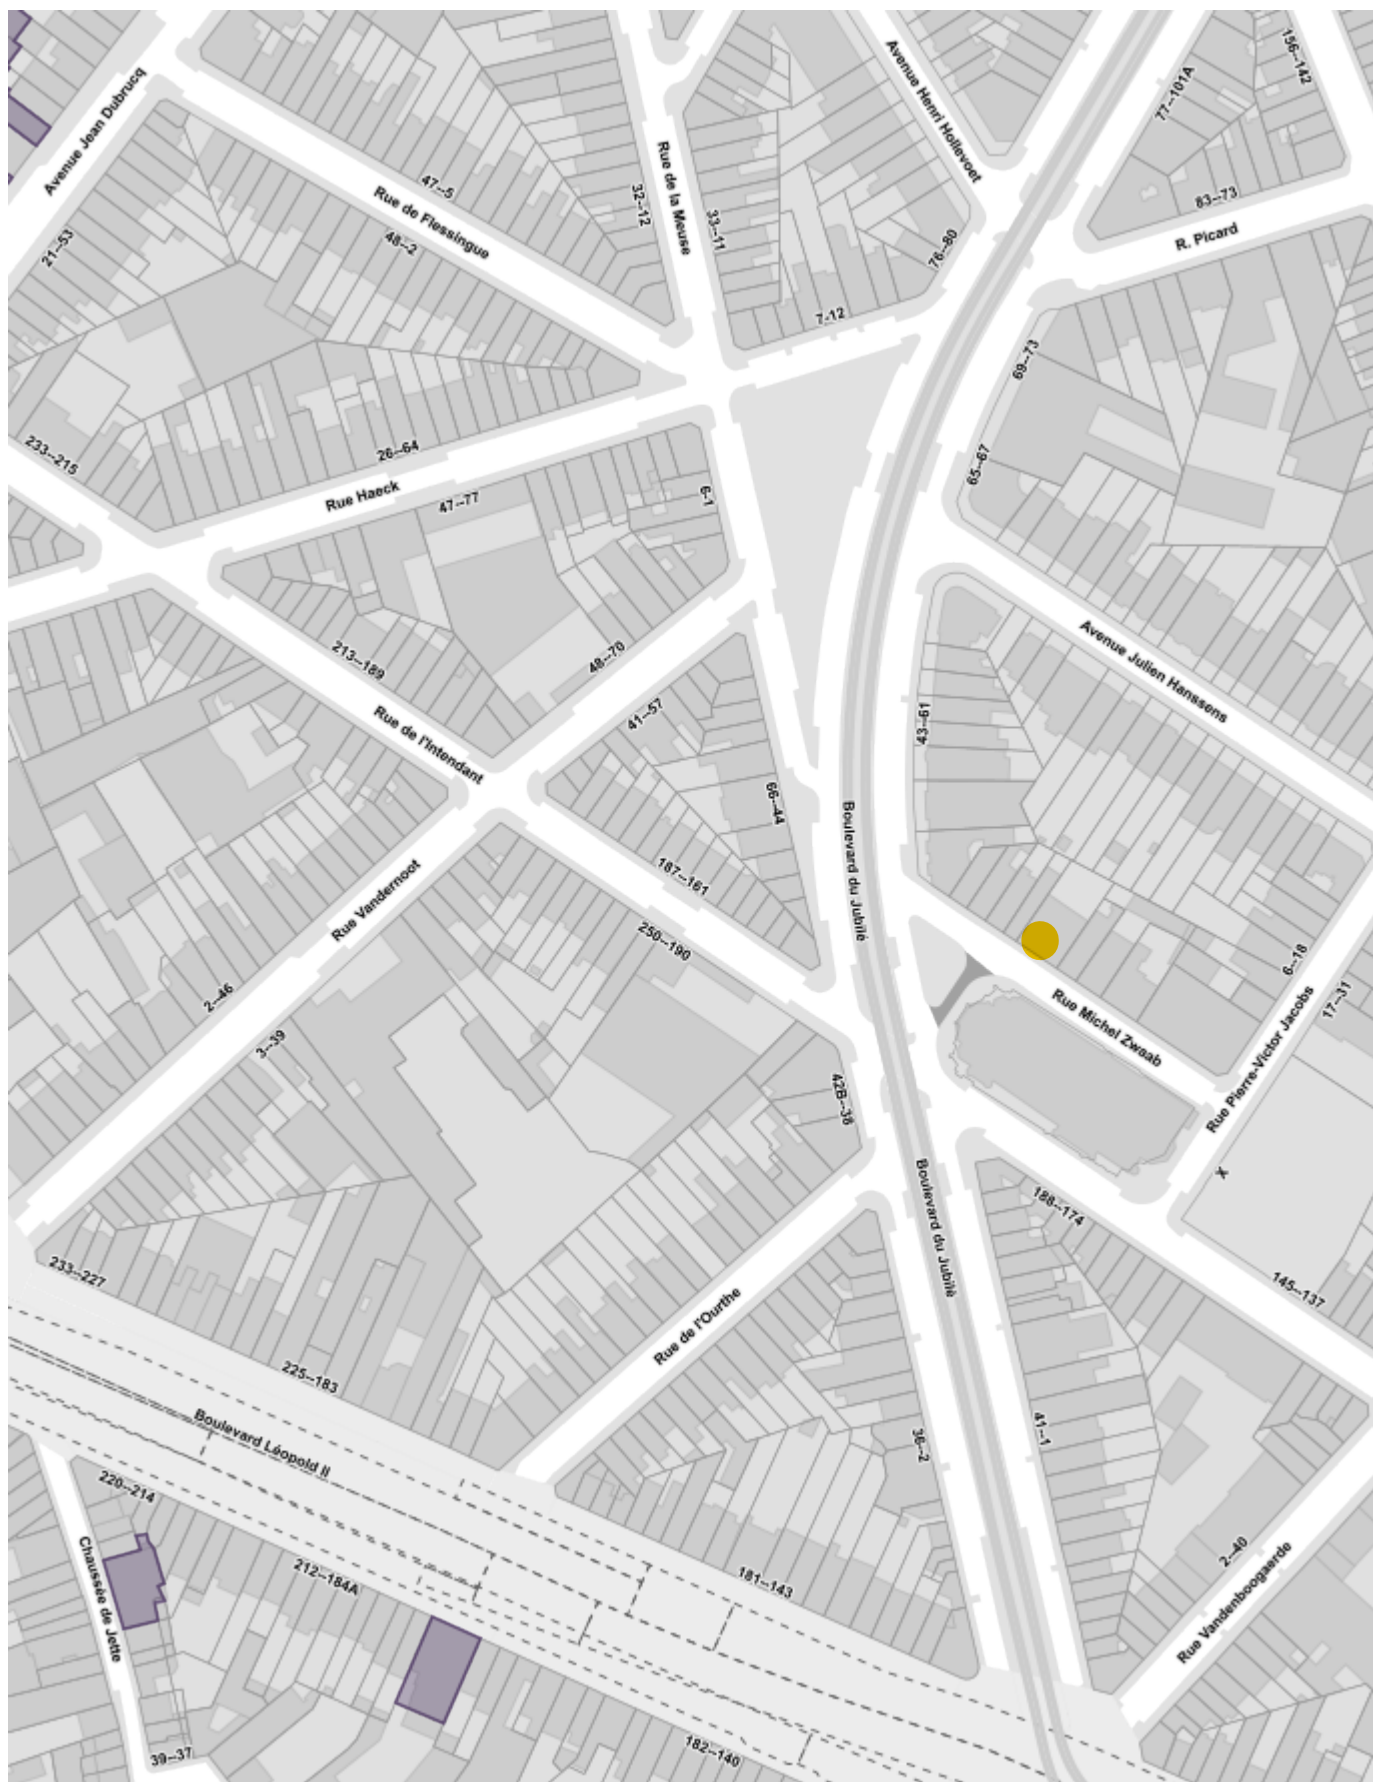 156--142
Avenue Henri Hollevoet
77--101A
Avenue Jean Dubrucq
Rue de la Meuse
47--5
Rue de Flessingue
32--12
33--11
83--73
R. Picard
21--53
48--2
76--80
7-12
69--73
233--215
26--64
65--67
Rue Haeck
47--77
6-1
213--189
48--70
Avenue Julien Hanssens
Rue de l'Intendant
41--57
43--61
66--44
Boulevard du Jubilé
187--161
Rue Vandernoot
250--190
6--18
2--46
Rue Michel Zwaab
17--31
3--39
Rue Pierre-Victor Jacobs
42B--38
x
Boulevard du Jubilé
188--174
233--227
145--137
Rue de l'Ourthe
225--183
Boulevard Léopold II
36--2
41--1
220--214
Chaussée de Jette
212--184A
181--143
2--40
Rue Vandenboogaerde
39--37
182--140